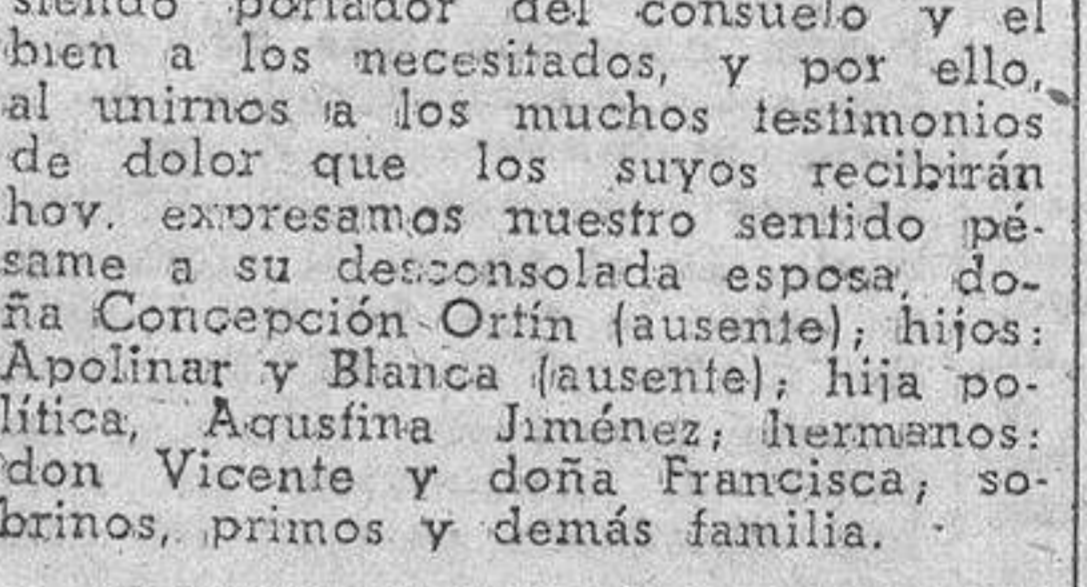 siendo portador del consuelo y el
bien a los necesitados, y por ello,
al unirnos a los muchos testimonios
de dolor que los suyos recibirán
hoy, expresamos nuestro sentido pé-
same a su desconsolada esposa, do-
ña Concepción Ortín (ausente); hijos:
Apolinar y Blanca (ausente); hija po-
lítica, Agustina Jiménez; hermanos:
don Vicente y doña Francisca; so-
brinos, primos y demás familia.